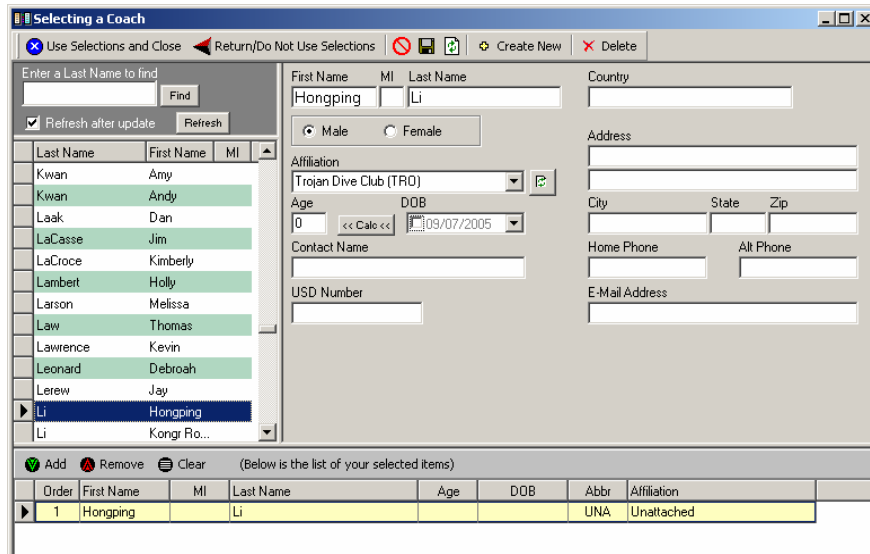 Selecting a Coach
Use Selections and Close Return/Do Not Use Selections Create New Delete
Enter a Last Name to find
Find
Refresh after update Refresh
Last Name First Name MI
Kwan Amy
Kwan Andy
Laak Dan
LaCasse Jim
LaCroce Kimberly
Lambert Holly
Larson Melissa
Law Thomas
Lawrence Kevin
Leonard Debroah
Lerew Jay
Li Hongping
Li Kongr Ro...
First Name MI Last Name
Hongping Li
Male Female
Affiliation
Trojan Dive Club (TRO)
Age DOB
0 << Calc << 09/07/2005
Contact Name
USD Number
Country
Address
City State Zip
Home Phone Alt Phone
E-Mail Address
Add Remove Clear (Below is the list of your selected items)
Order First Name MI Last Name Age DOB Abbr Affiliation
1 Hongping Li UNA Unattached